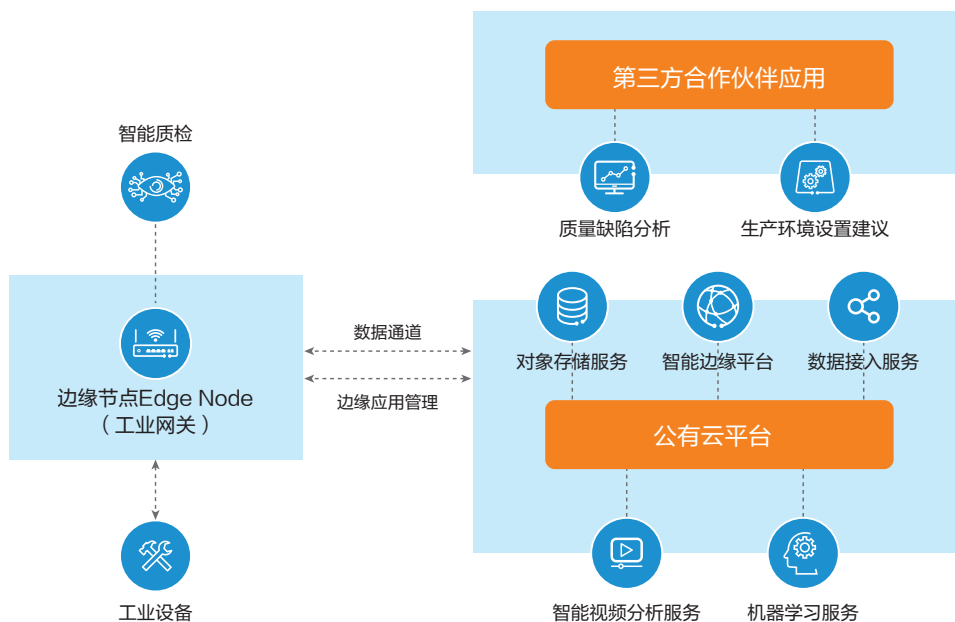 第三方合作伙伴应用
智能质检
质量缺陷分析
生产环境设置建议
数据通道
对象存储服务
智能边缘平台
数据接入服务
边缘节点Edge Node
（工业网关）
边缘应用管理
公有云平台
工业设备
智能视频分析服务
机器学习服务